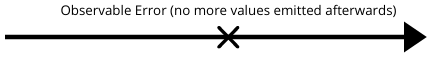 Observable Error (no more values emitted afterwards)